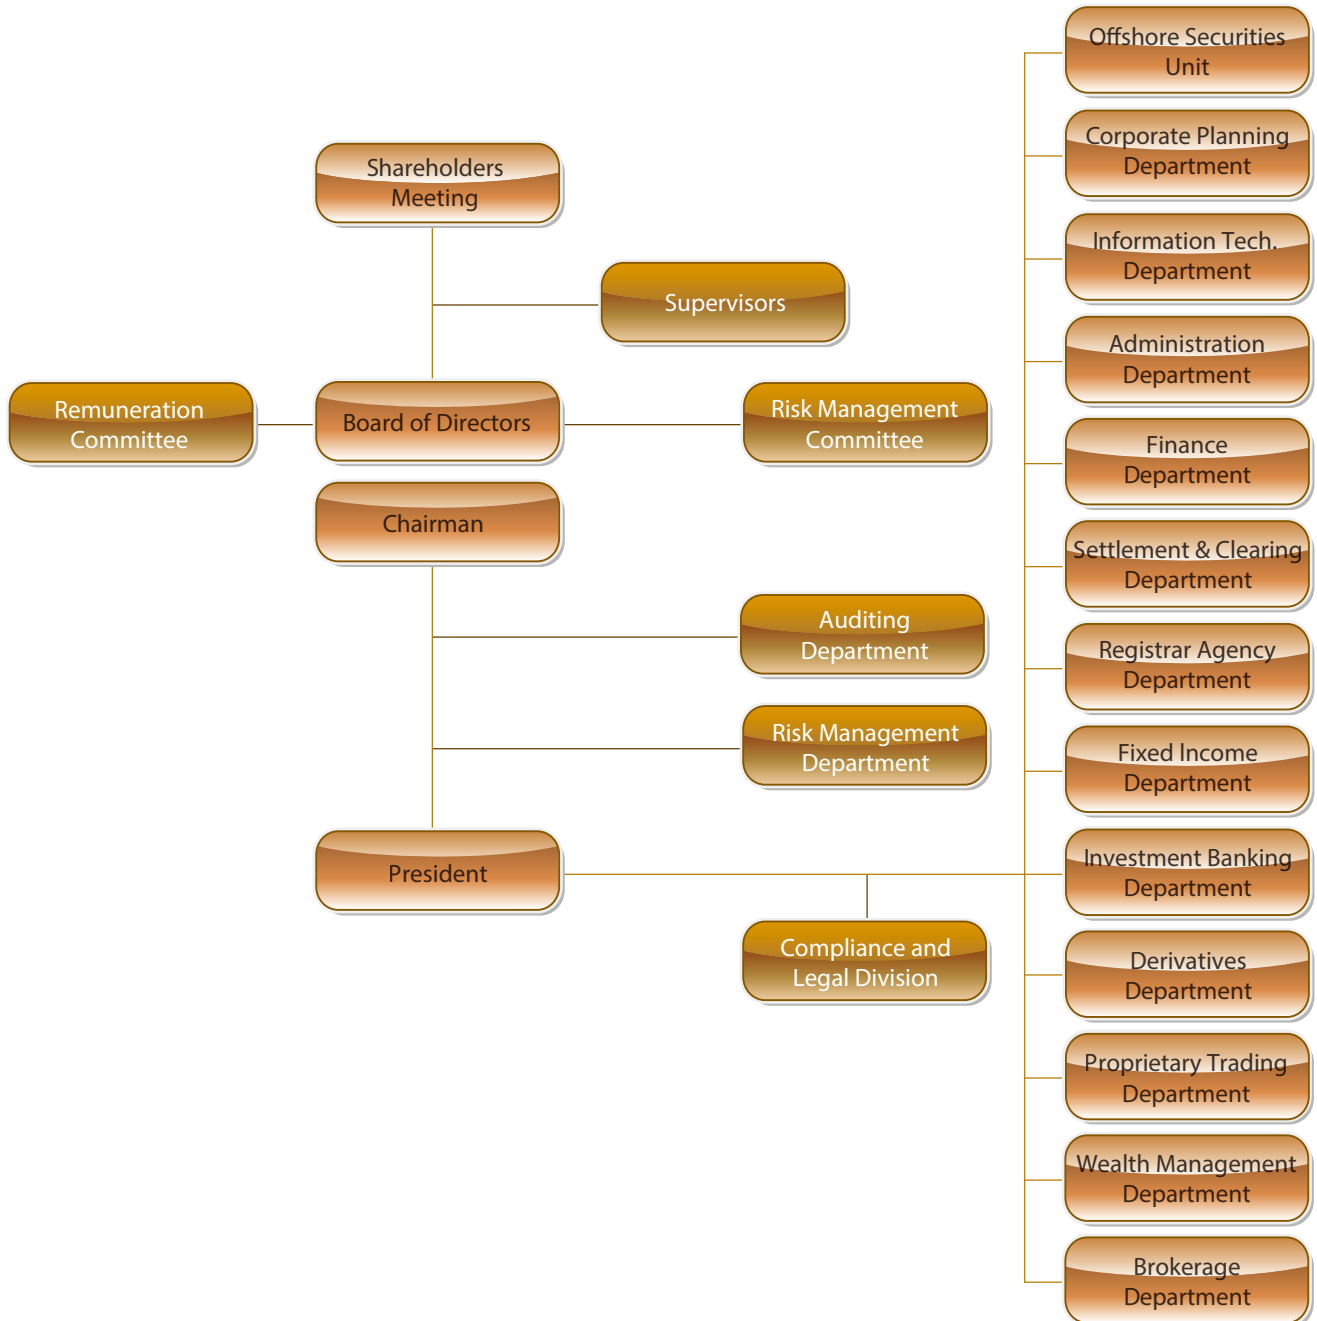 Shareholders
Meeting
Supervisors
Remuneration
Committee
Board of Directors
Risk Management
Committee
Chairman
Auditing
Department
Risk Management
Department
President
Compliance and
Legal Division
Offshore Securities
Unit
Corporate Planning
Department
Information Tech.
Department
Administration
Department
Finance
Department
Settlement & Clearing
Department
Registrar Agency
Department
Fixed Income
Department
Investment Banking
Department
Derivatives
Department
Proprietary Trading
Department
Wealth Management
Department
Brokerage
Department